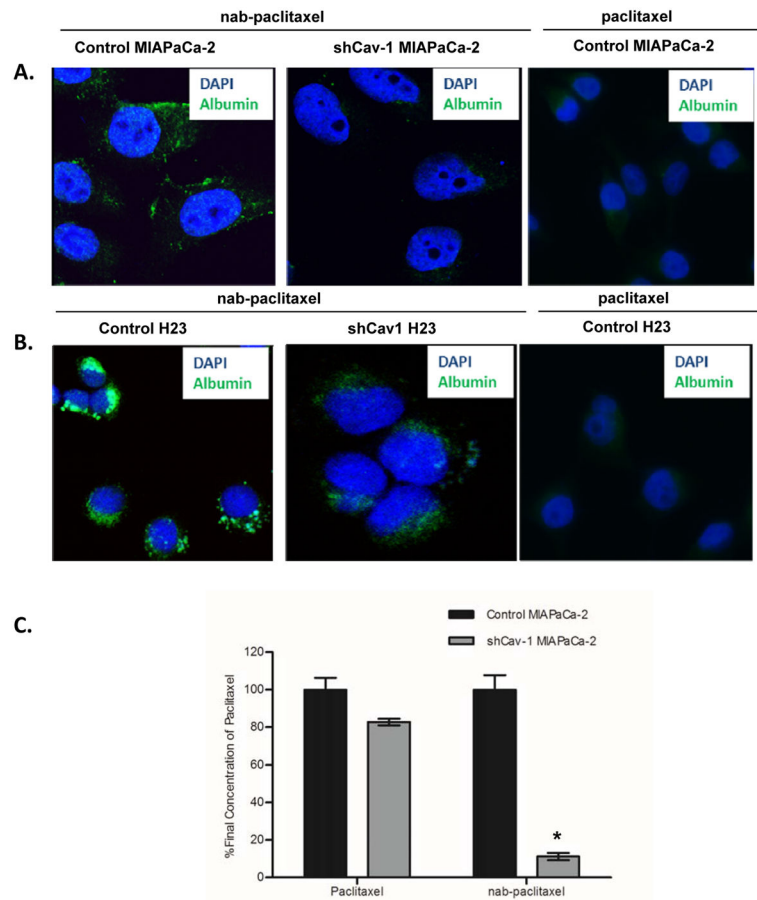 nab-paclitaxel paclitaxel
Control MIAPaCa-2 shCav-1 MIAPaCa-2 Control MIAPaCa-2
A.
DAPI DAPI DAPI
Albumin Albumin Albumin
nab-paclitaxel paclitaxel
Control H23 shCav1 H23 Control H23
B.
DAPI DAPI DAPI
Albumin Albumin Albumin
C.
Control MIAPaCa-2
shCav-1 MIAPaCa-2
%Final Concentration of Paclitaxel
120
100
80
60
40
20
0
*
Paclitaxel nab-paclitaxel